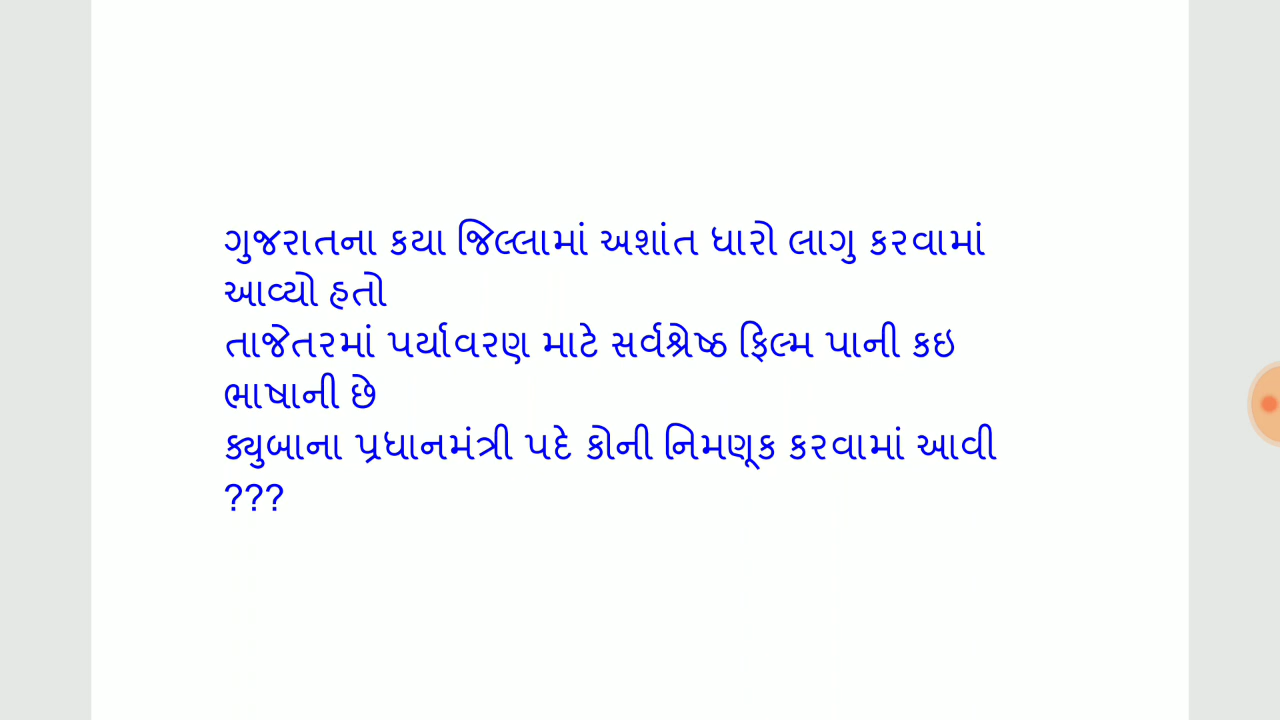 ગુજરાતના કયા જિલ્લામાં અશાંત ધારો લાગુ કરવામાં
આવ્યો હતો
તાજેતરમાં પર્યાવરણ માટે સર્વશ્રેષ્ઠ ફિલ્મ પાની કઇ
ભાષાની છે
ક્યુબાના પ્રધાનમંત્રી પદે કોની નિમણૂક કરવામાં આવી
???